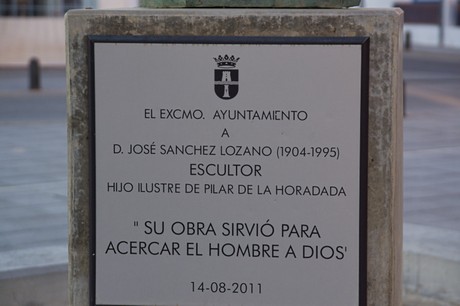 EL EXCMO. AYUNTAMIENTO
A
D. JOSÉ SANCHEZ LOZANO (1904-1995)
ESCULTOR
HIJO ILUSTRE DE PILAR DE LA HORADADA
" SU OBRA SIRVIÓ PARA
ACERCAR EL HOMBRE A DIOS'
14-08-2011